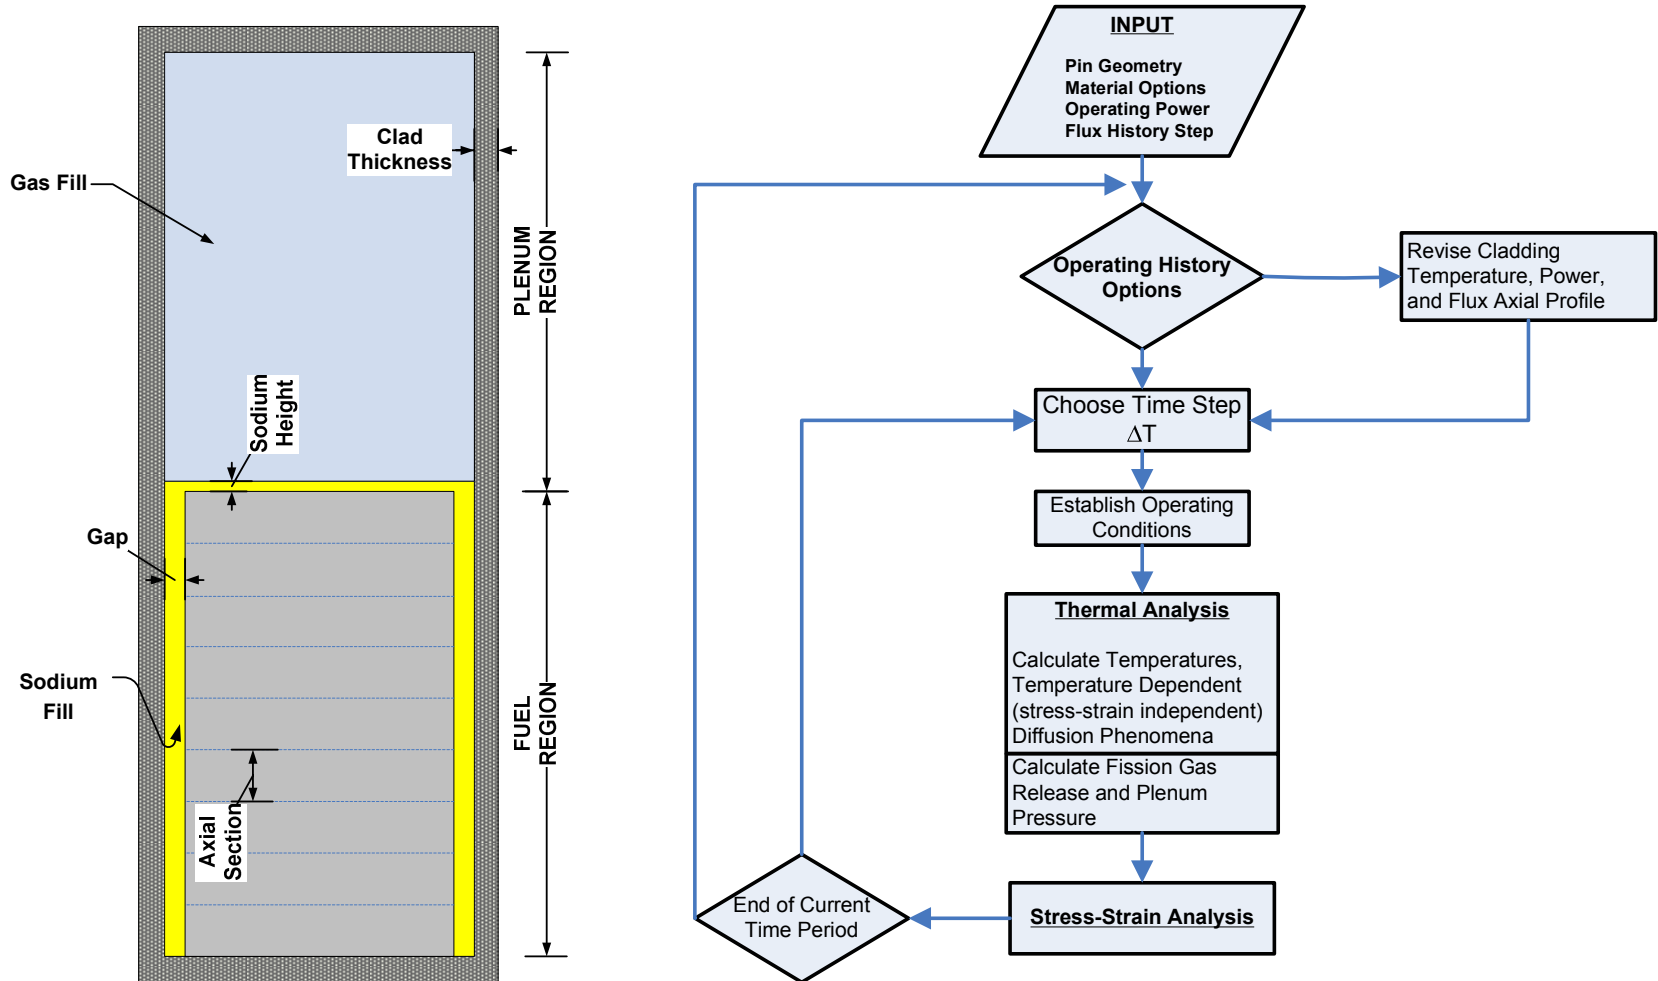 Clad
Thickness
Gas Fill
PLENUM
REGION
Sodium
Height
Gap
Sodium
Fill
FUEL
REGION
Axial
Section
INPUT
Pin Geometry
Material Options
Operating Power
Flux History Step
Operating History
Options
Revise Cladding
Temperature, Power,
and Flux Axial Profile
Choose Time Step
ΔT
Establish Operating
Conditions
Thermal Analysis
Calculate Temperatures,
Temperature Dependent
(stress-strain independent)
Diffusion Phenomena
Calculate Fission Gas
Release and Plenum
Pressure
Stress-Strain Analysis
End of Current
Time Period